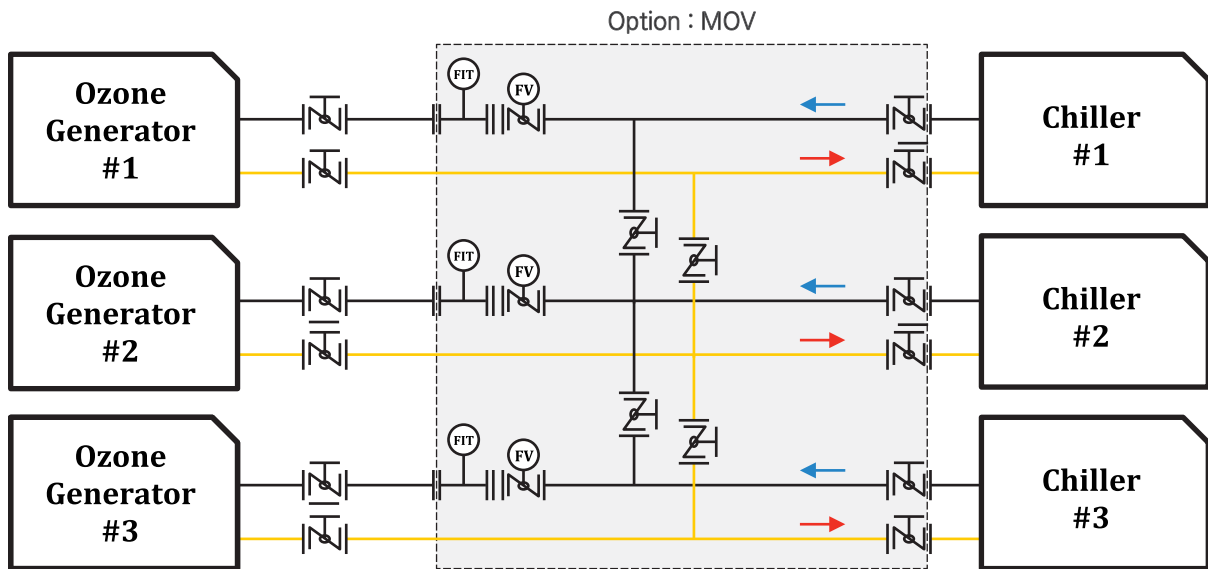 Option : MOV
Ozone
Generator
#1
FIT
FV
Chiller
#1
Ozone
Generator
#2
FIT
FV
Chiller
#2
Ozone
Generator
#3
FIT
FV
Chiller
#3